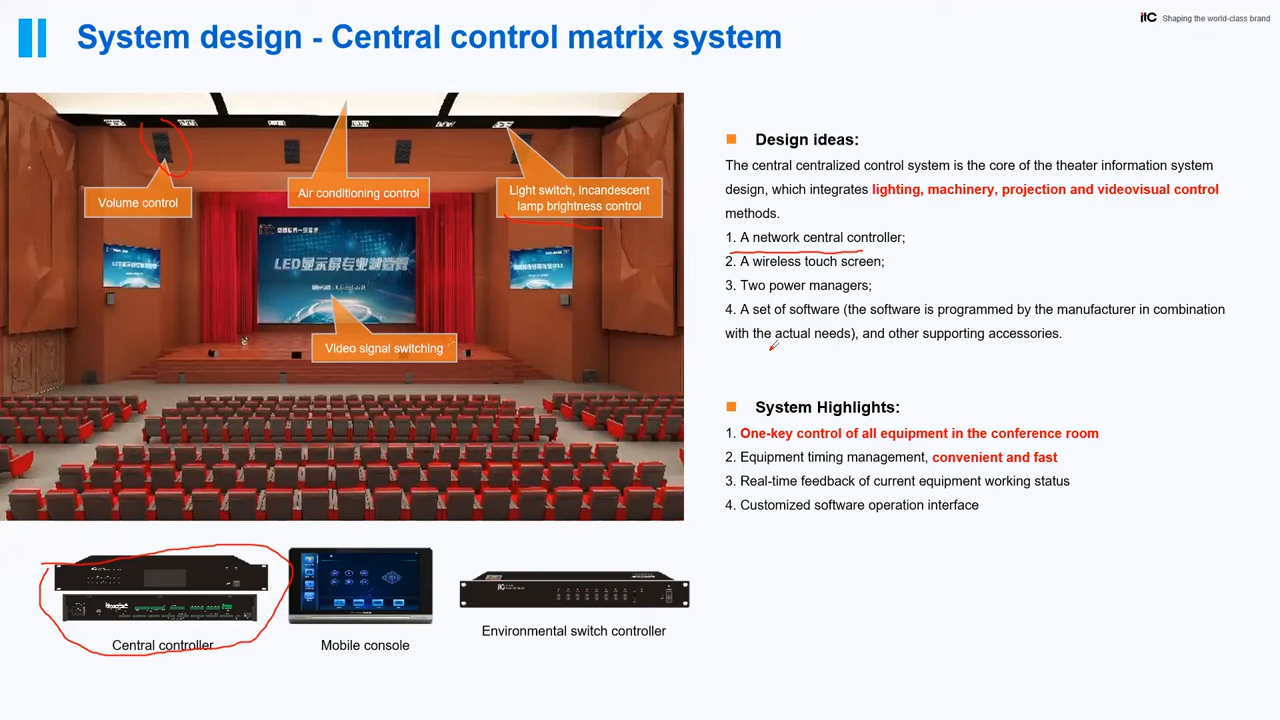 itC Shaping the world-class brand
System design - Central control matrix system
Volume control
Air conditioning control
Light switch, incandescent
lamp brightness control
LED显示屏专业制造商
Video signal switching
Central controller
Mobile console
Environmental switch controller
Design ideas:
The central centralized control system is the core of the theater information system
design, which integrates lighting, machinery, projection and videovisual control
methods.
1. A network central controller;
2. A wireless touch screen;
3. Two power managers;
4. A set of software (the software is programmed by the manufacturer in combination
with the actual needs), and other supporting accessories.
System Highlights:
1. One-key control of all equipment in the conference room
2. Equipment timing management, convenient and fast
3. Real-time feedback of current equipment working status
4. Customized software operation interface